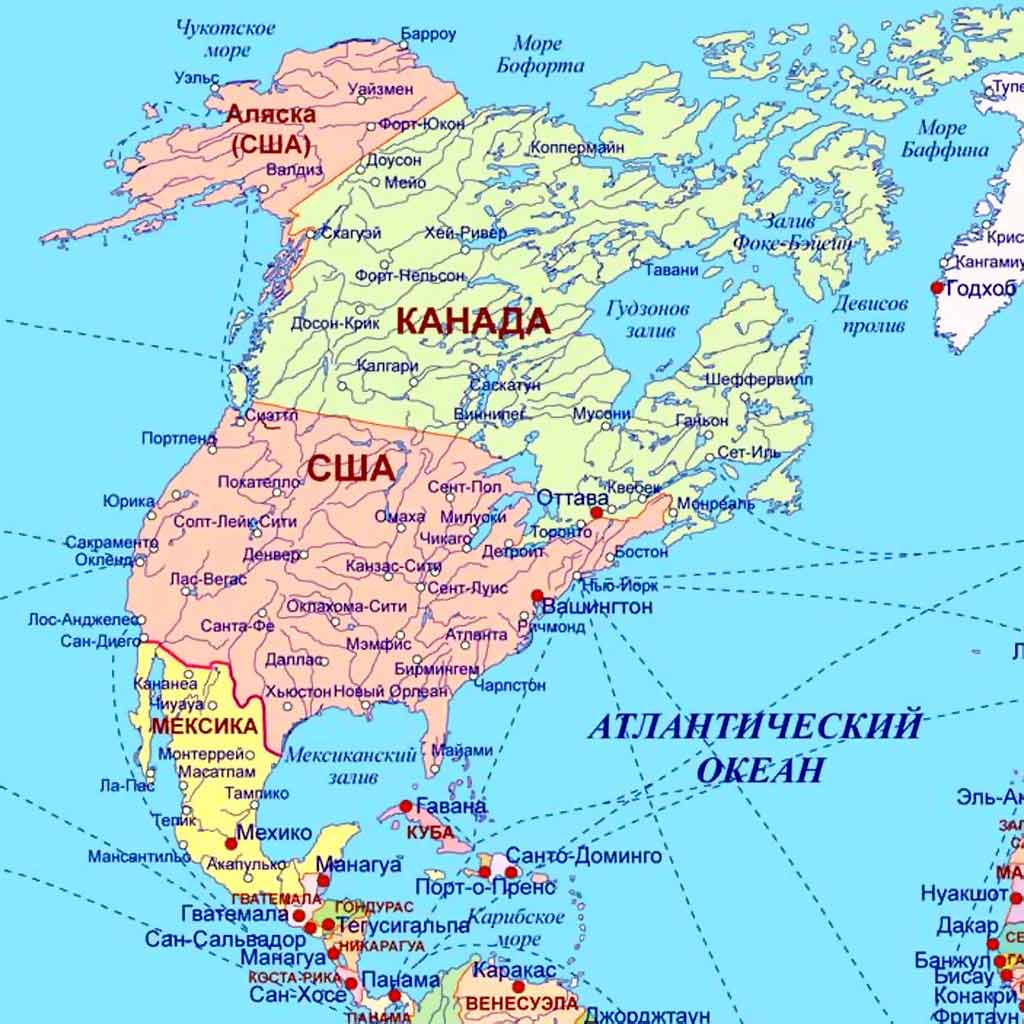 Чукотское
море
Барроу
Море
Бофорта
Уэльс
Уайзмен
Аляска
(США)
Форт-Юкон
Валдиз
Доусон
Мейо
Коппермайн
Море
Баффина
Скагуэй
Хей-Ривер
Залив
Фокс-Бэйсин
Тавани
Форт-Нельсон
Кангамиу
Годхоб
Досон-Крик
КАНАДА
Гудзонов
залив
Девисов
пролив
Калгари
Саскатун
Шеффервилл
Сиэттл
Виннипег
Мусони
Ганьон
Портленд
Сет-Иль
США
Покателло
Сент-Пол
Оттава
Квебек
Монреаль
Юрика
Солт-Лейк-Сити
Омаха
Милуоки
Торонто
Чикаго
Сакраменто
Окленд
Денвер
Детройт
Бостон
Канзас-Сити
Лас-Вегас
Сент-Луис
Нью-Йорк
Вашингтон
Оклахома-Сити
Лос-Анджелес
Санта-Фе
Ричмонд
Сан-Диего
Мэмфис
Атланта
Даллас
Бирмингем
Кананеа
Хьюстон
Новый Орлеан
Чарлстон
Чиуауа
МЕКСИКА
АТЛАНТИЧЕСКИЙ
ОКЕАН
Монтеррей
Мексиканский
залив
Майами
Масатпам
Ла-Пас
Тампико
Гавана
Эль-А
Тепик
Мехико
КУБА
Мансантильо
Акапулько
Манагуа
Санто-Доминго
Порт-о-Пренс
ГВАТЕМАЛА
ГОНДУРАС
Нуакшот
Гватемала
Тегусигальпа
Карибское
море
Дакар
Сан-Сальвадор
НИКАРАГУА
Манагуа
Банжул
КОСТА-РИКА
Панама
Каракас
Бисау
Сан-Хосе
ВЕНЕСУЭЛА
Конакри
ПАНАМА
Джорджтаун
Фритаун